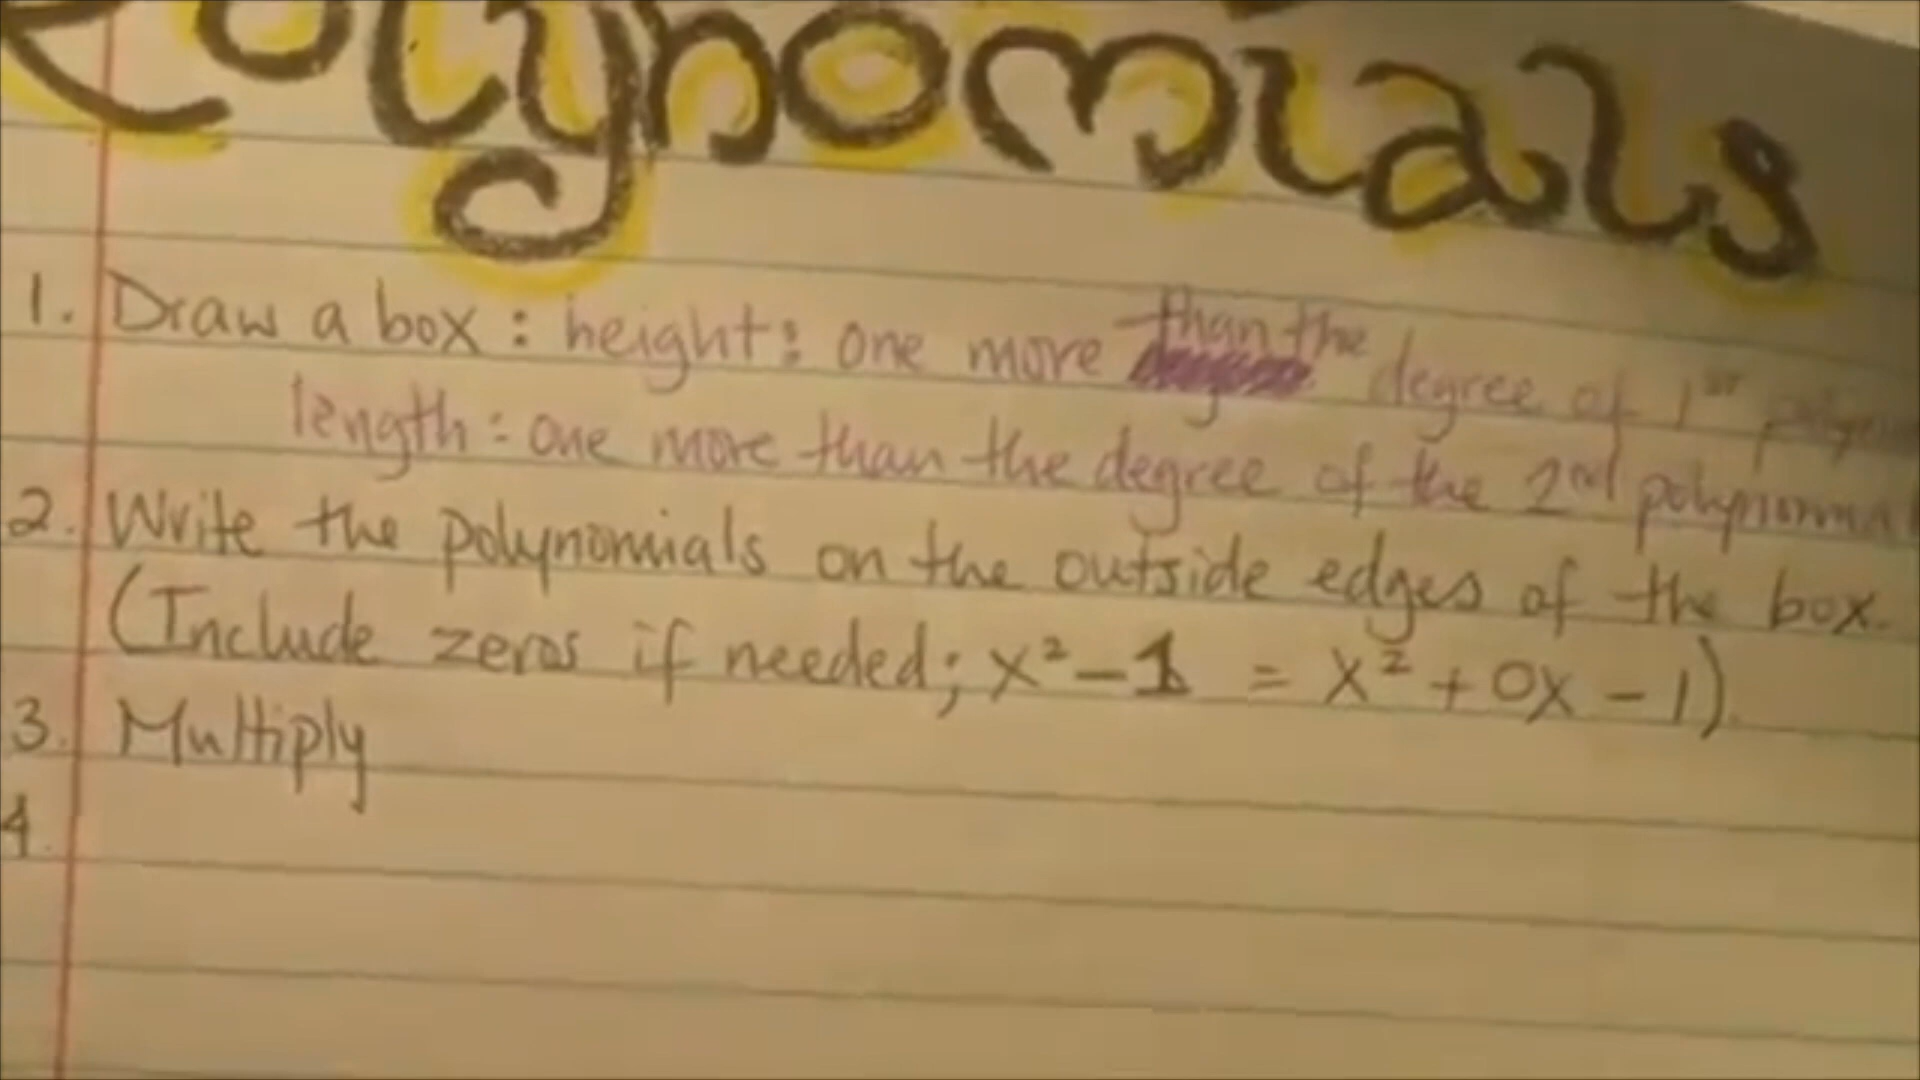 Polynomials
1. Draw a box: height: one more than the degree of 1st
length: one more than the degree of the 2nd polynomial
2. Write the polynomials on the outside edges of the box.
(Include zeros if needed; x² - 1 = x² + 0x - 1).
3. Multiply
4.